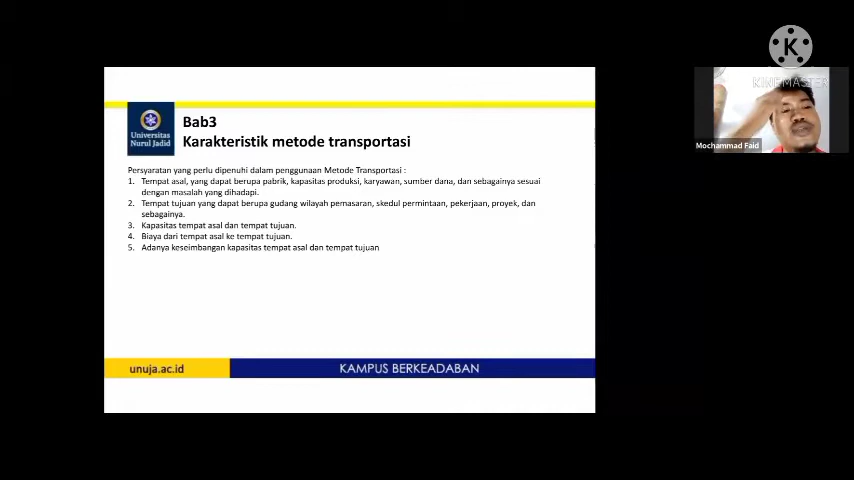 K
KINEMASTER
Universitas
Nurul Jadid
Bab3
Karakteristik metode transportasi
Mochammad Faid
Persyaratan yang perlu dipenuhi dalam penggunaan Metode Transportasi :
1. Tempat asal, yang dapat berupa pabrik, kapasitas produksi, karyawan, sumber dana, dan sebagainya sesuai
dengan masalah yang dihadapi.
2. Tempat tujuan yang dapat berupa gudang wilayah pemasaran, skedul permintaan, pekerjaan, proyek, dan
sebagainya.
3. Kapasitas tempat asal dan tempat tujuan.
4. Biaya dari tempat asal ke tempat tujuan.
5. Adanya keseimbangan kapasitas tempat asal dan tempat tujuan
unuja.ac.id
KAMPUS BERKEADABAN